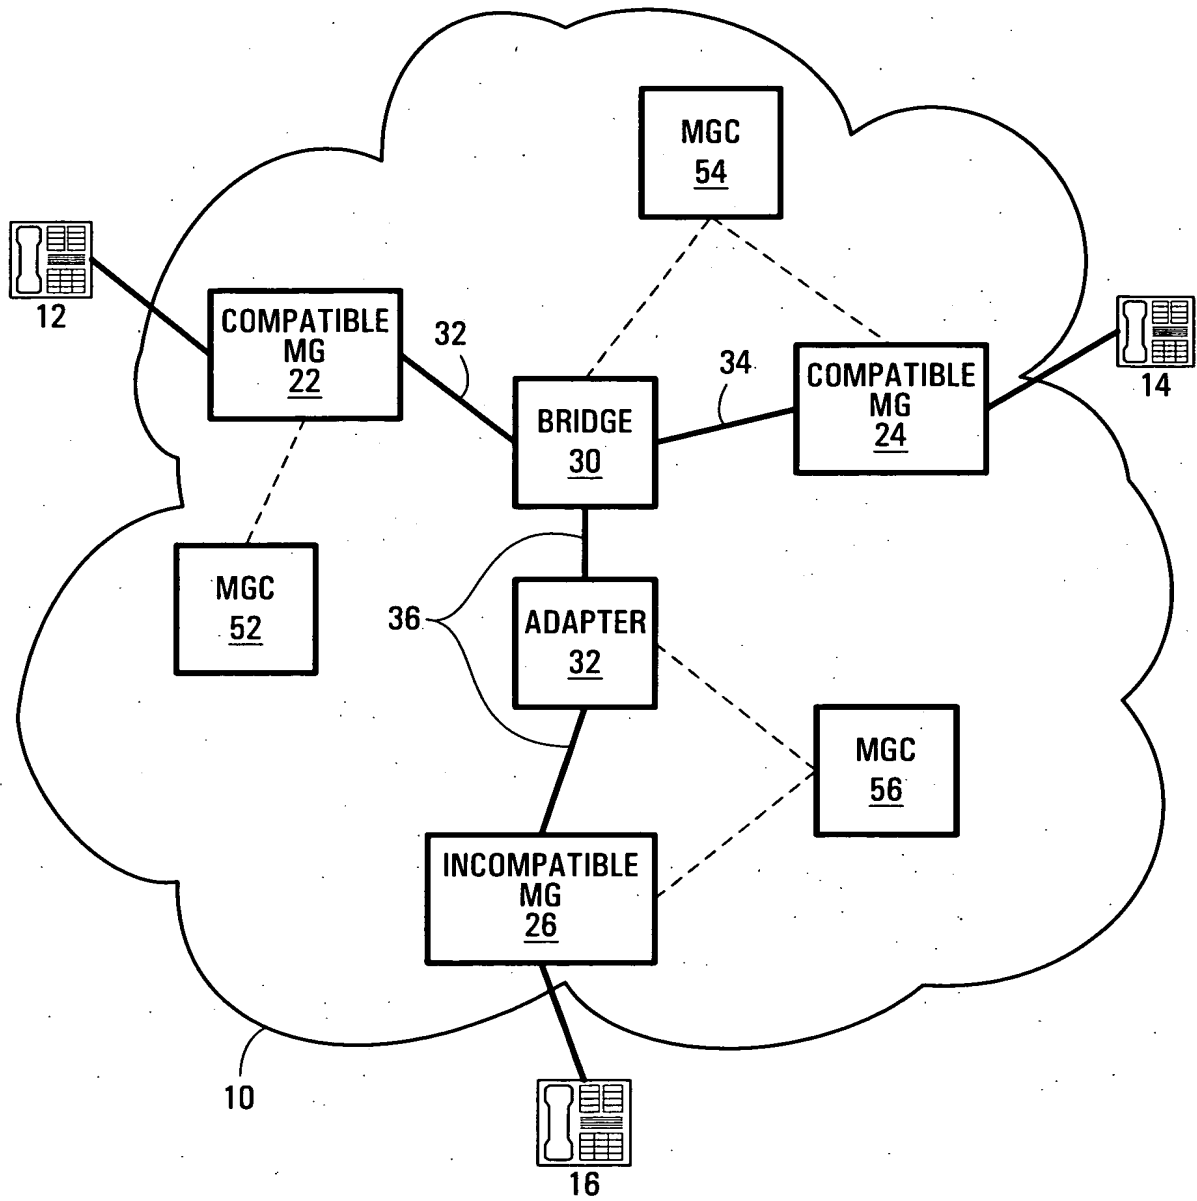 MGC
54
12
COMPATIBLE
MG
22
32
34
14
COMPATIBLE
MG
24
BRIDGE
30
MGC
52
36
ADAPTER
32
MGC
56
INCOMPATIBLE
MG
26
10
16